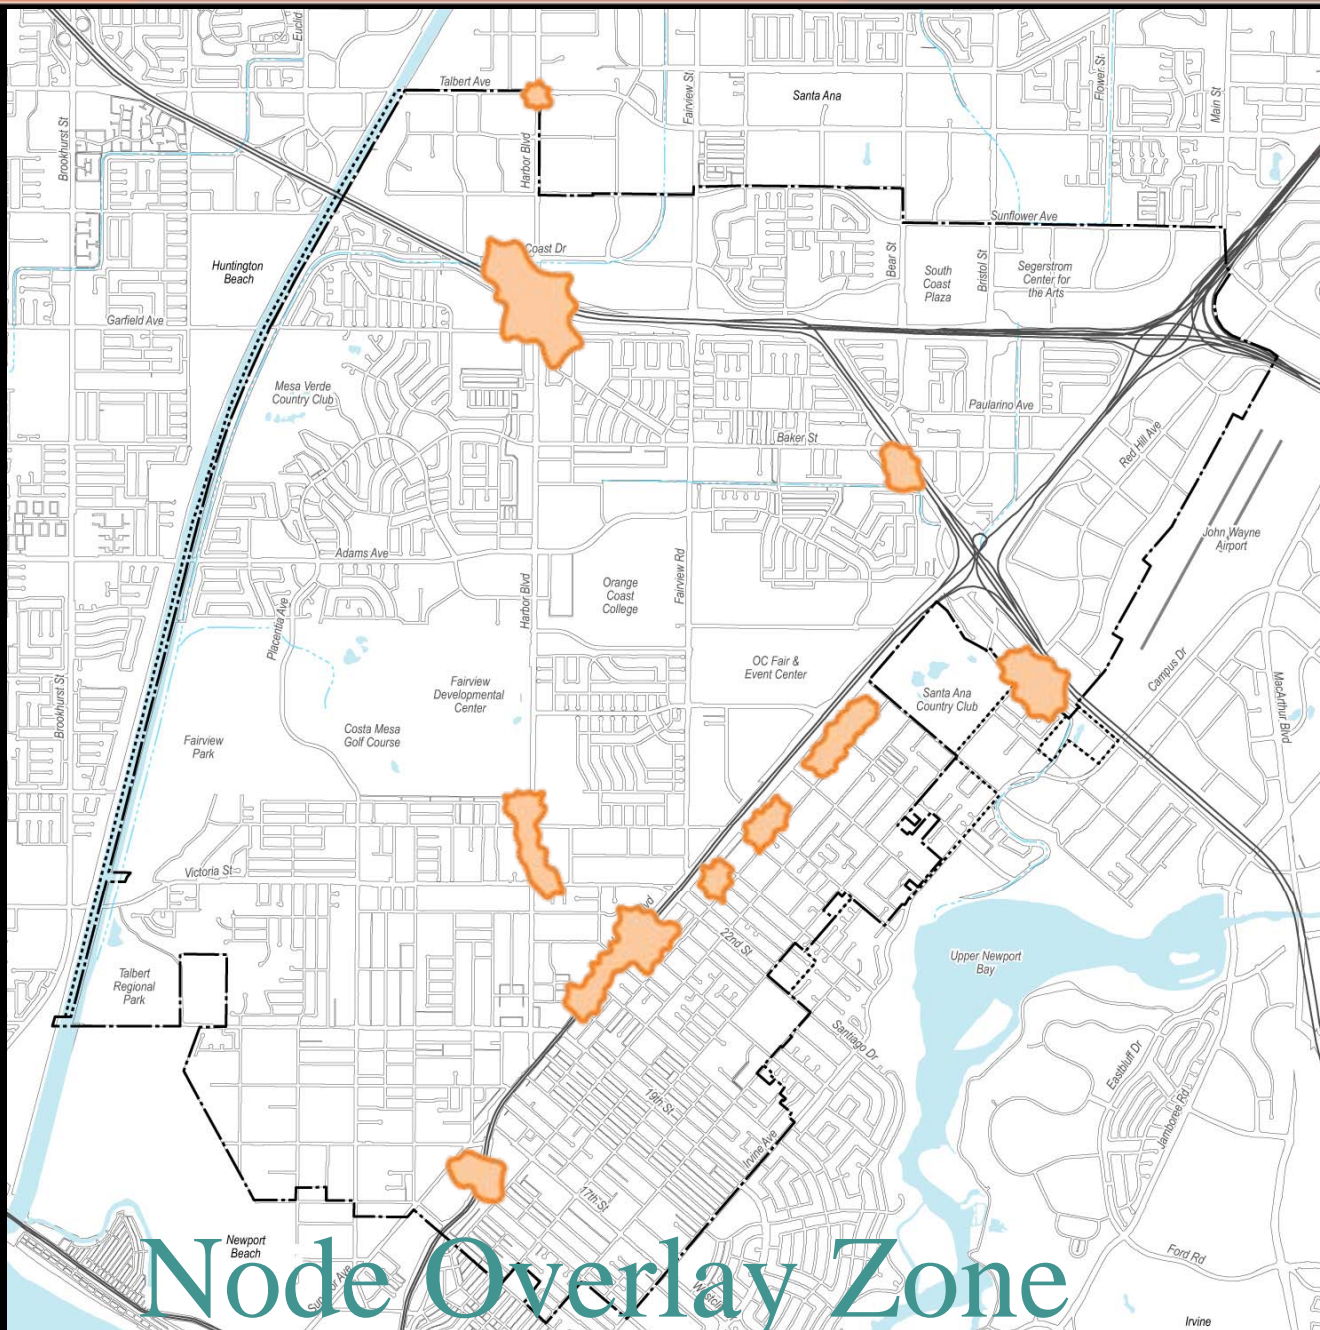 Euclid
Talbert Ave
Fairview St
Santa Ana
Flower St
Main St
Brookhurst St
Harbor Blvd
Sunflower Ave
Coast Dr
Bear St
Bristol St
Huntington
Beach
South
Coast
Plaza
Segerstrom
Center for
the Arts
Garfield Ave
Mesa Verde
Country Club
Paularino Ave
Baker St
Red Hill Ave
John Wayne
Airport
Adams Ave
Orange
Coast
College
Fairview Rd
Harbor Blvd
Placentia Ave
OC Fair &
Event Center
Campus Dr
MacArthur Blvd
Brookhurst St
Fairview
Developmental
Center
Santa Ana
Country Club
Costa Mesa
Golf Course
Fairview
Park
Victoria St
22nd St
Upper Newport
Bay
Talbert
Regional
Park
Santiago Dr
Eastbluff Dr
Jamboree Rd
19th St
Irvine Ave
17th St
Newport
Beach
Ford Rd
Irvine
Node Overlay Zone